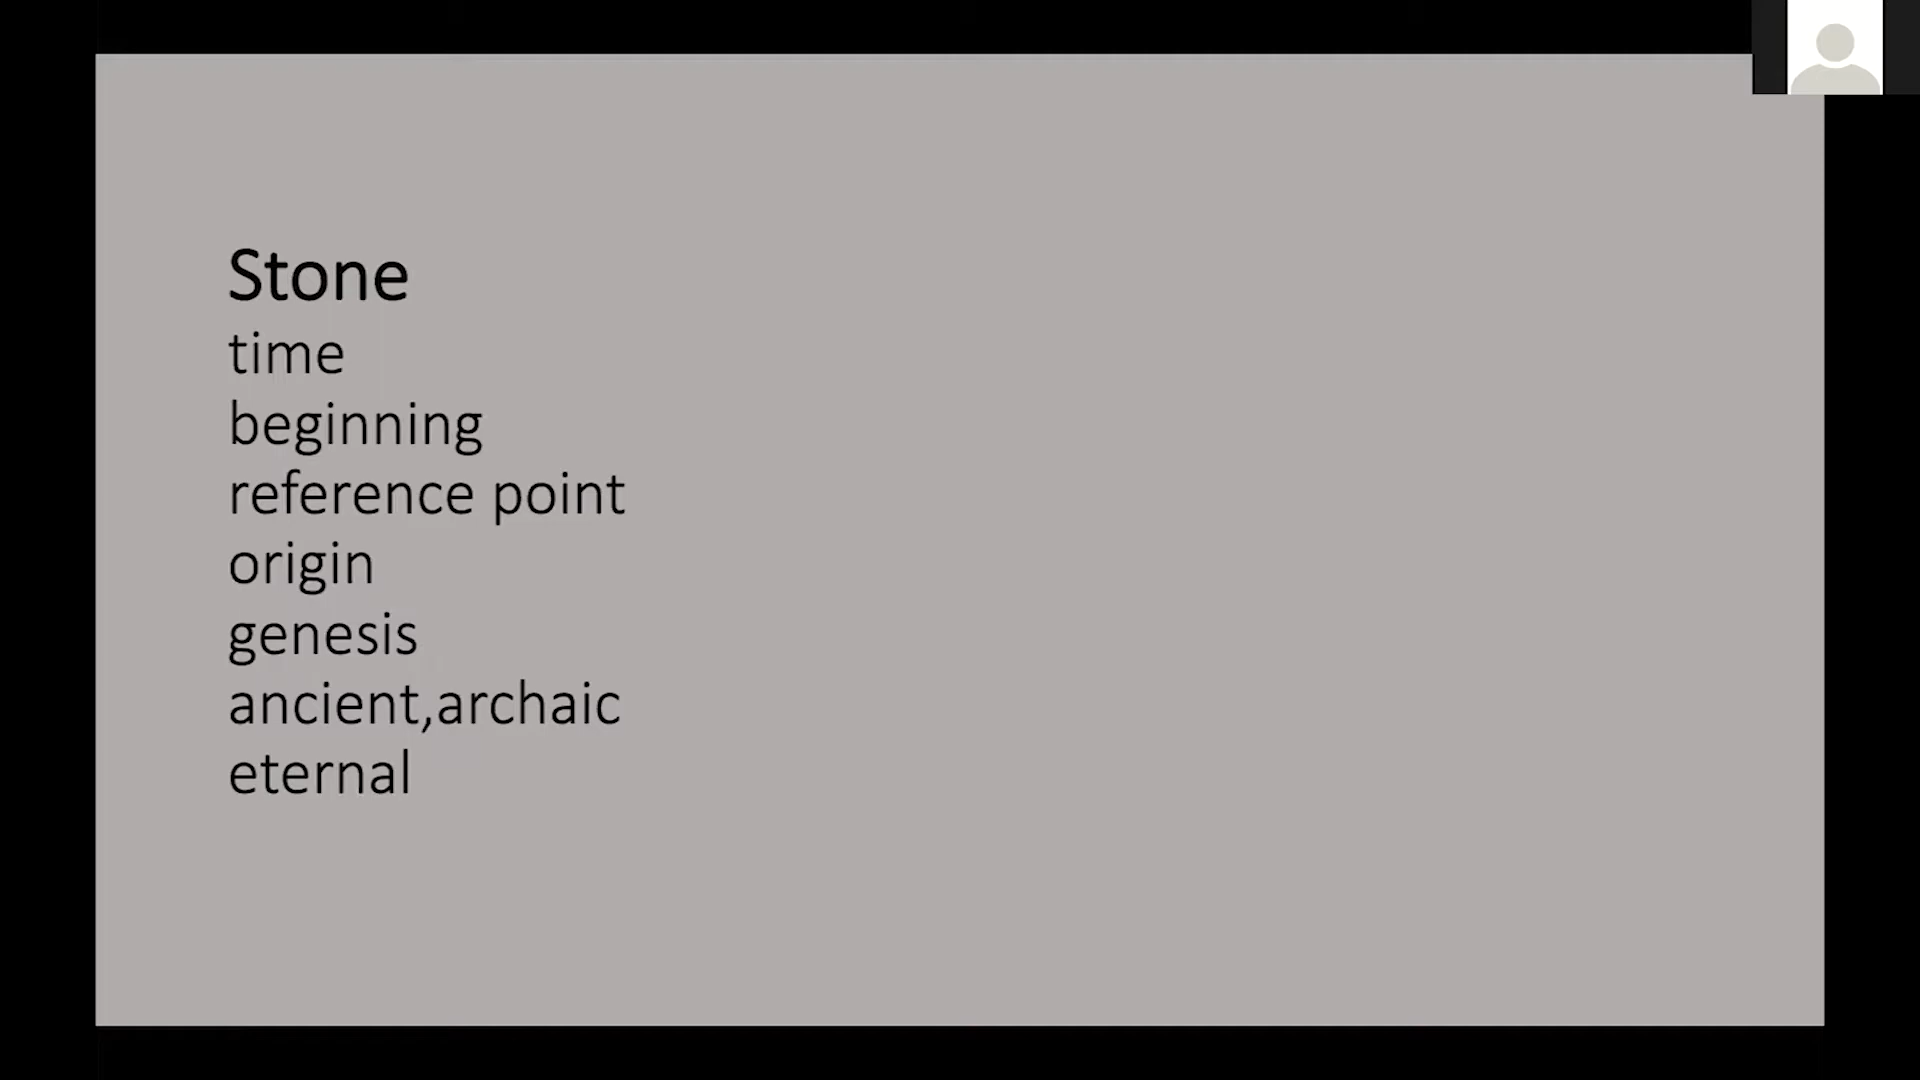 Stone
time
beginning
reference point
origin
genesis
ancient,archaic
eternal